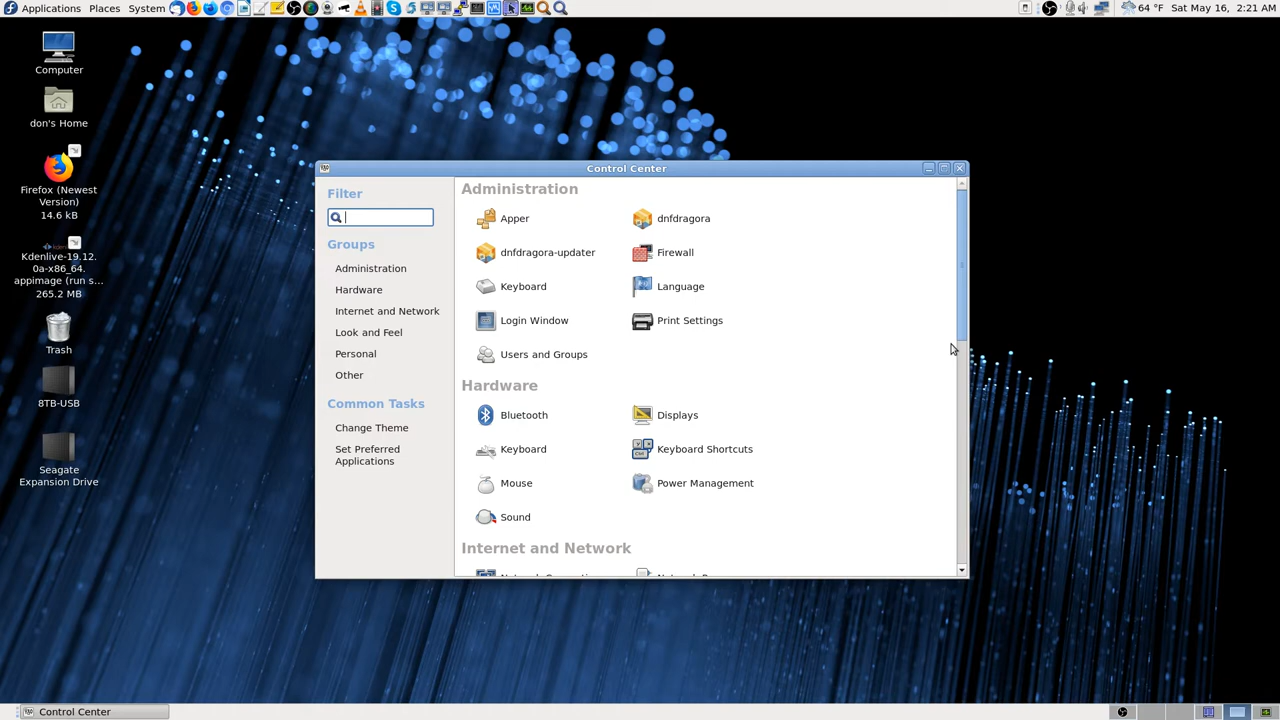 Applications Places System
64 °F Sat May 16, 2:21 AM
Computer
don's Home
Firefox (Newest
Version)
14.6 kB
Kdenlive-19.12.
0a-x86_64.
appimage (run s...
265.2 MB
Trash
8TB-USB
Seagate
Expansion Drive
Control Center
Filter
Groups
Administration
Hardware
Internet and Network
Look and Feel
Personal
Other
Common Tasks
Change Theme
Set Preferred
Applications
Administration
Apper
dnfdragora
dnfdragora-updater
Firewall
Keyboard
Language
Login Window
Print Settings
Users and Groups
Hardware
Bluetooth
Displays
Keyboard
Keyboard Shortcuts
Mouse
Power Management
Sound
Internet and Network
Control Center